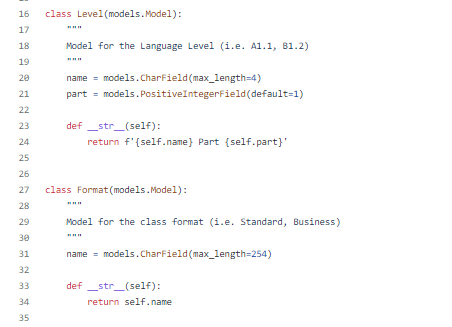 16 class Level(models.Model):
17     """
18     Model for the Language Level (i.e. A1.1, B1.2)
19     """
20     name = models.CharField(max_length=4)
21     part = models.PositiveIntegerField(default=1)
22
23     def __str__(self):
24         return f'{self.name} Part {self.part}'
25
26
27 class Format(models.Model):
28     """
29     Model for the class format (i.e. Standard, Business)
30     """
31     name = models.CharField(max_length=254)
32
33     def __str__(self):
34         return self.name
35